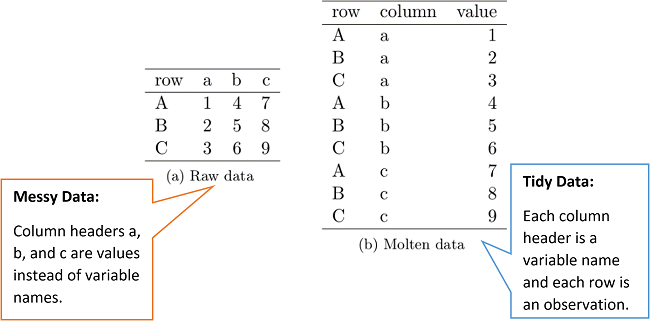 row a b c
A 1 4 7
B 2 5 8
C 3 6 9
(a) Raw data
Messy Data:
Column headers a,
b, and c are values
instead of variable
names.
row column value
A a 1
B a 2
C a 3
A b 4
B b 5
C b 6
A c 7
B c 8
C c 9
(b) Molten data
Tidy Data:
Each column
header is a
variable name
and each row is
an observation.